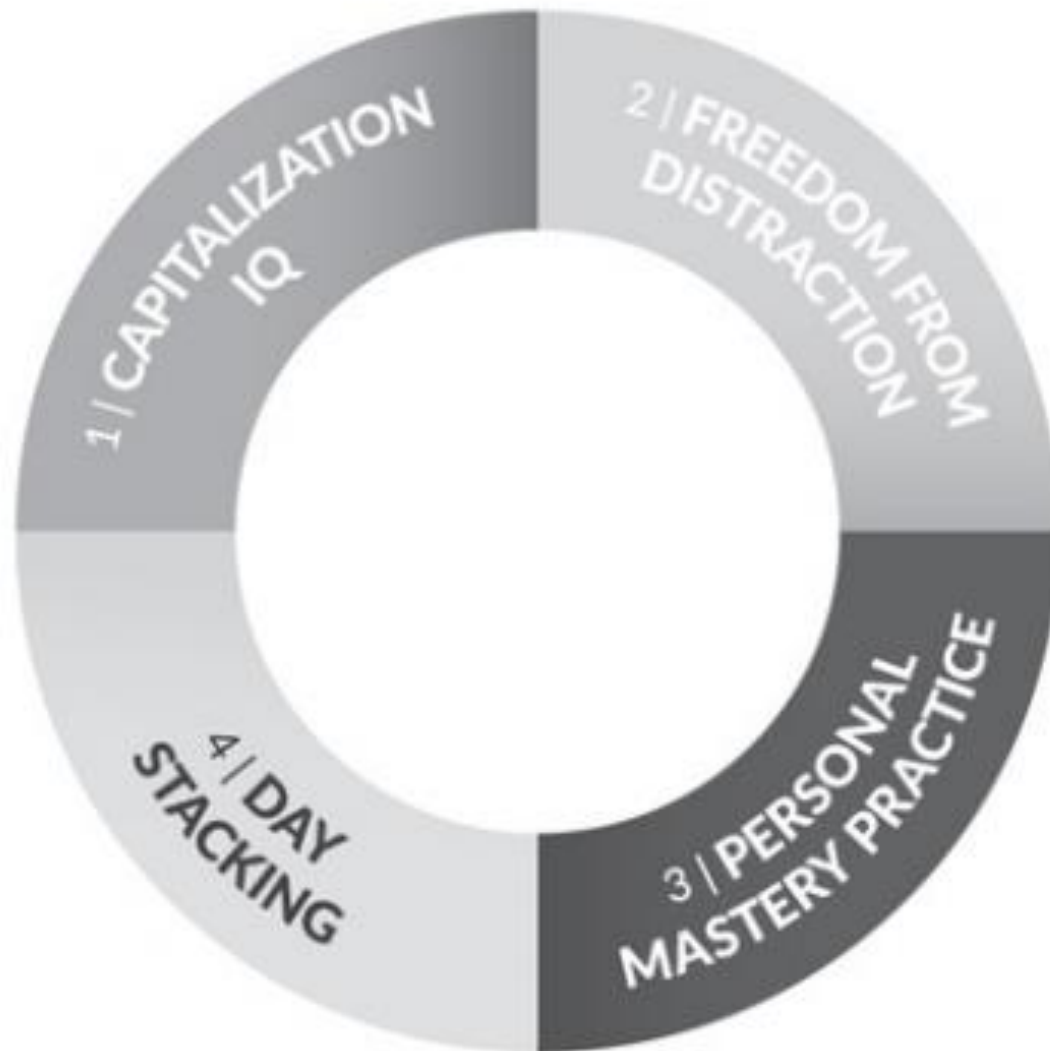 1 | CAPITALIZATION
IQ
2 | FREEDOM FROM
DISTRACTION
3 | PERSONAL
MASTERY PRACTICE
4 | DAY
STACKING